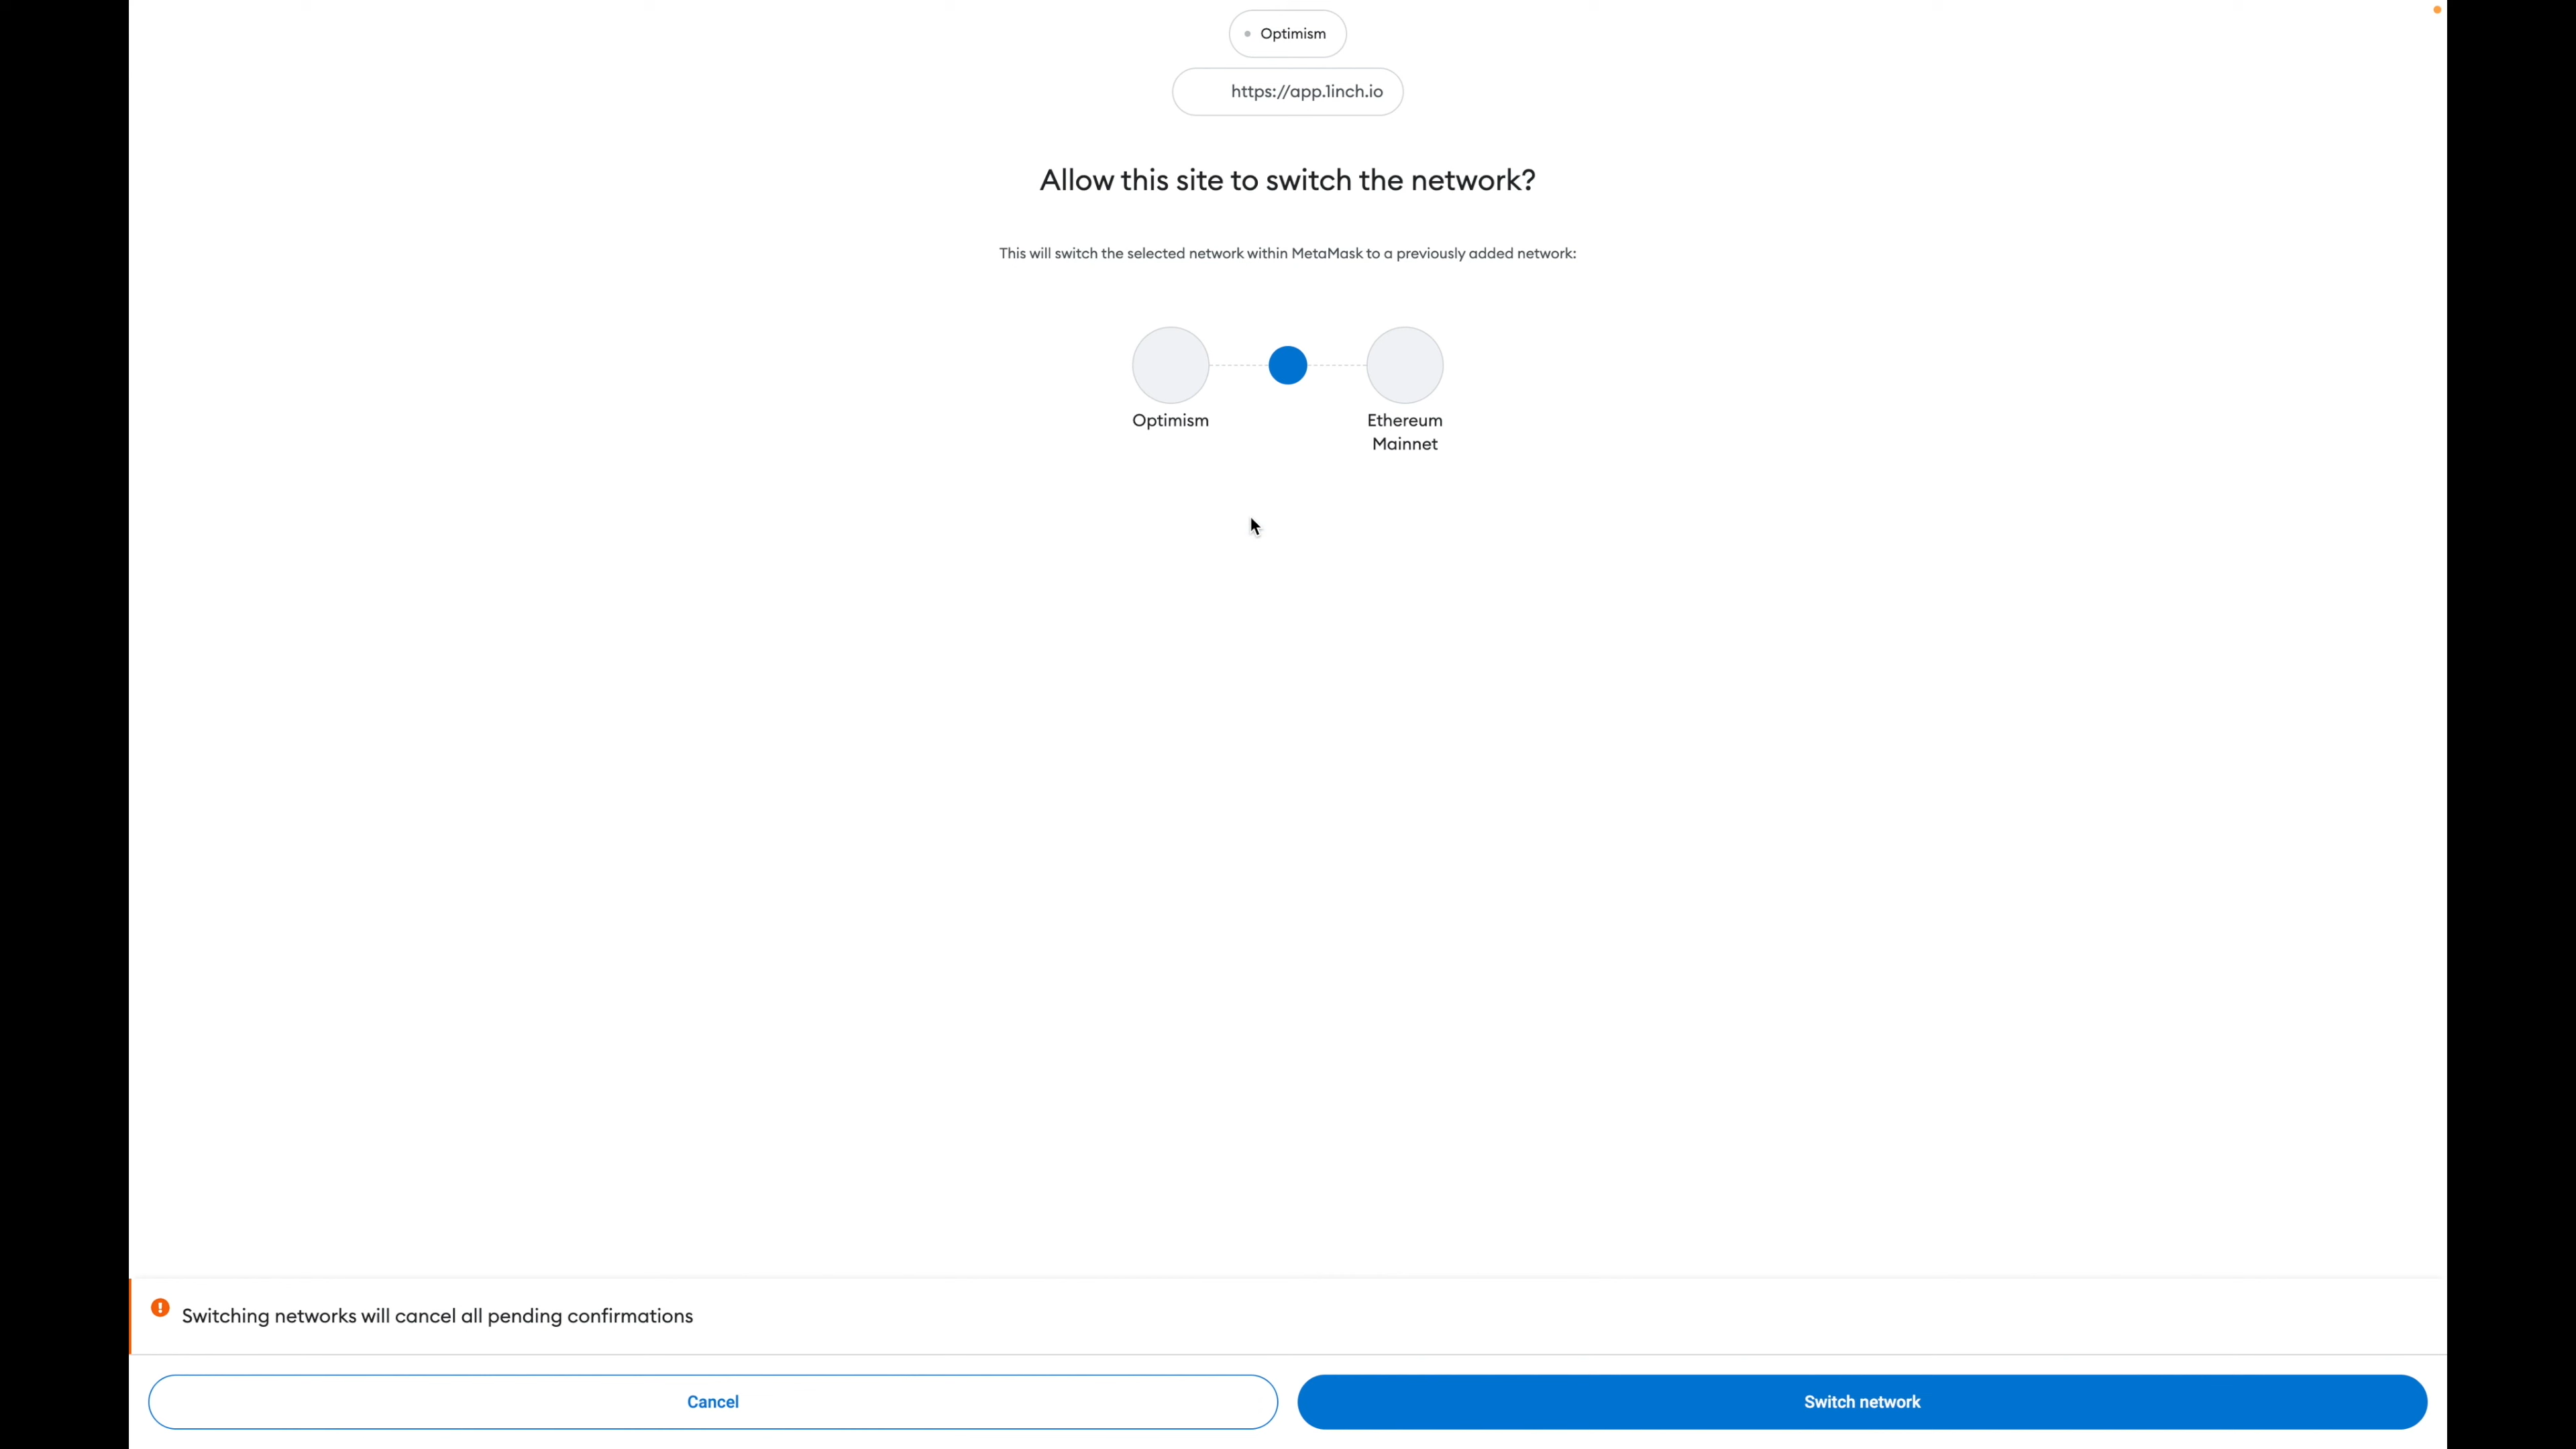 Optimism
https://app.1inch.io
Allow this site to switch the network?
This will switch the selected network within MetaMask to a previously added network:
Optimism
Ethereum
Mainnet
Switching networks will cancel all pending confirmations
Cancel
Switch network